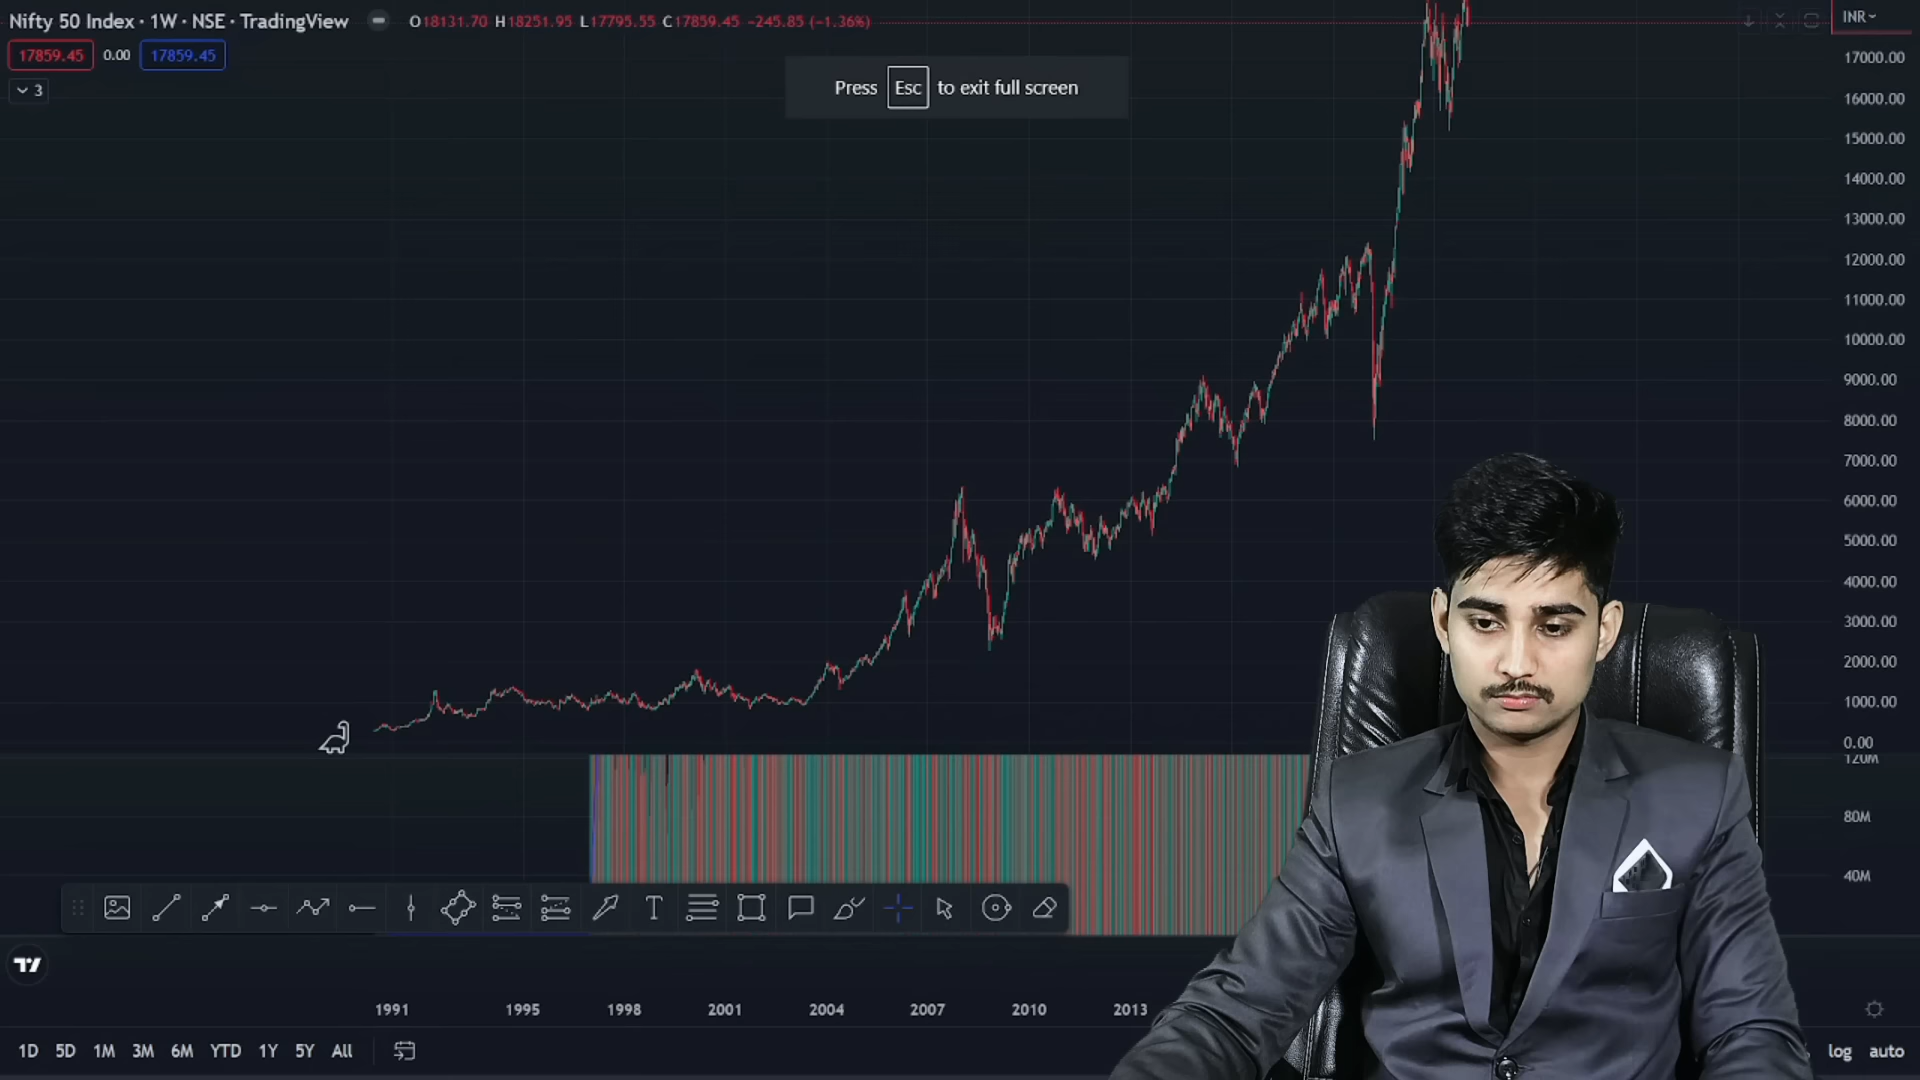 Nifty 50 Index · 1W · NSE · TradingView O18131.70 H18251.95 L17795.55 C17859.45 -245.85 (-1.36%) INR
17859.45 0.00 17859.45
3
Press Esc to exit full screen
17000.00
16000.00
15000.00
14000.00
13000.00
12000.00
11000.00
10000.00
9000.00
8000.00
7000.00
6000.00
5000.00
4000.00
3000.00
2000.00
1000.00
0.00
120M
80M
40M
T
1991 1995 1998 2001 2004 2007 2010 2013
1D 5D 1M 3M 6M YTD 1Y 5Y All log auto